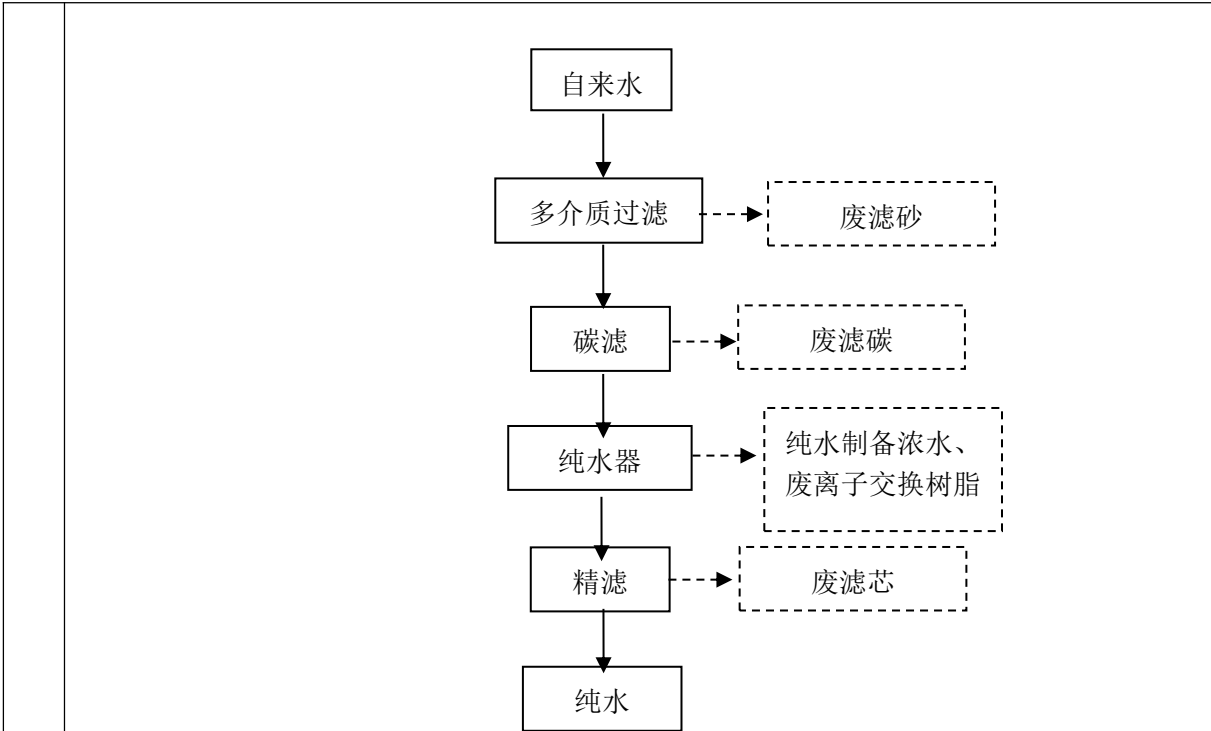 自来水
多介质过滤
废滤砂
碳滤
废滤碳
纯水器
纯水制备浓水、
废离子交换树脂
精滤
废滤芯
纯水